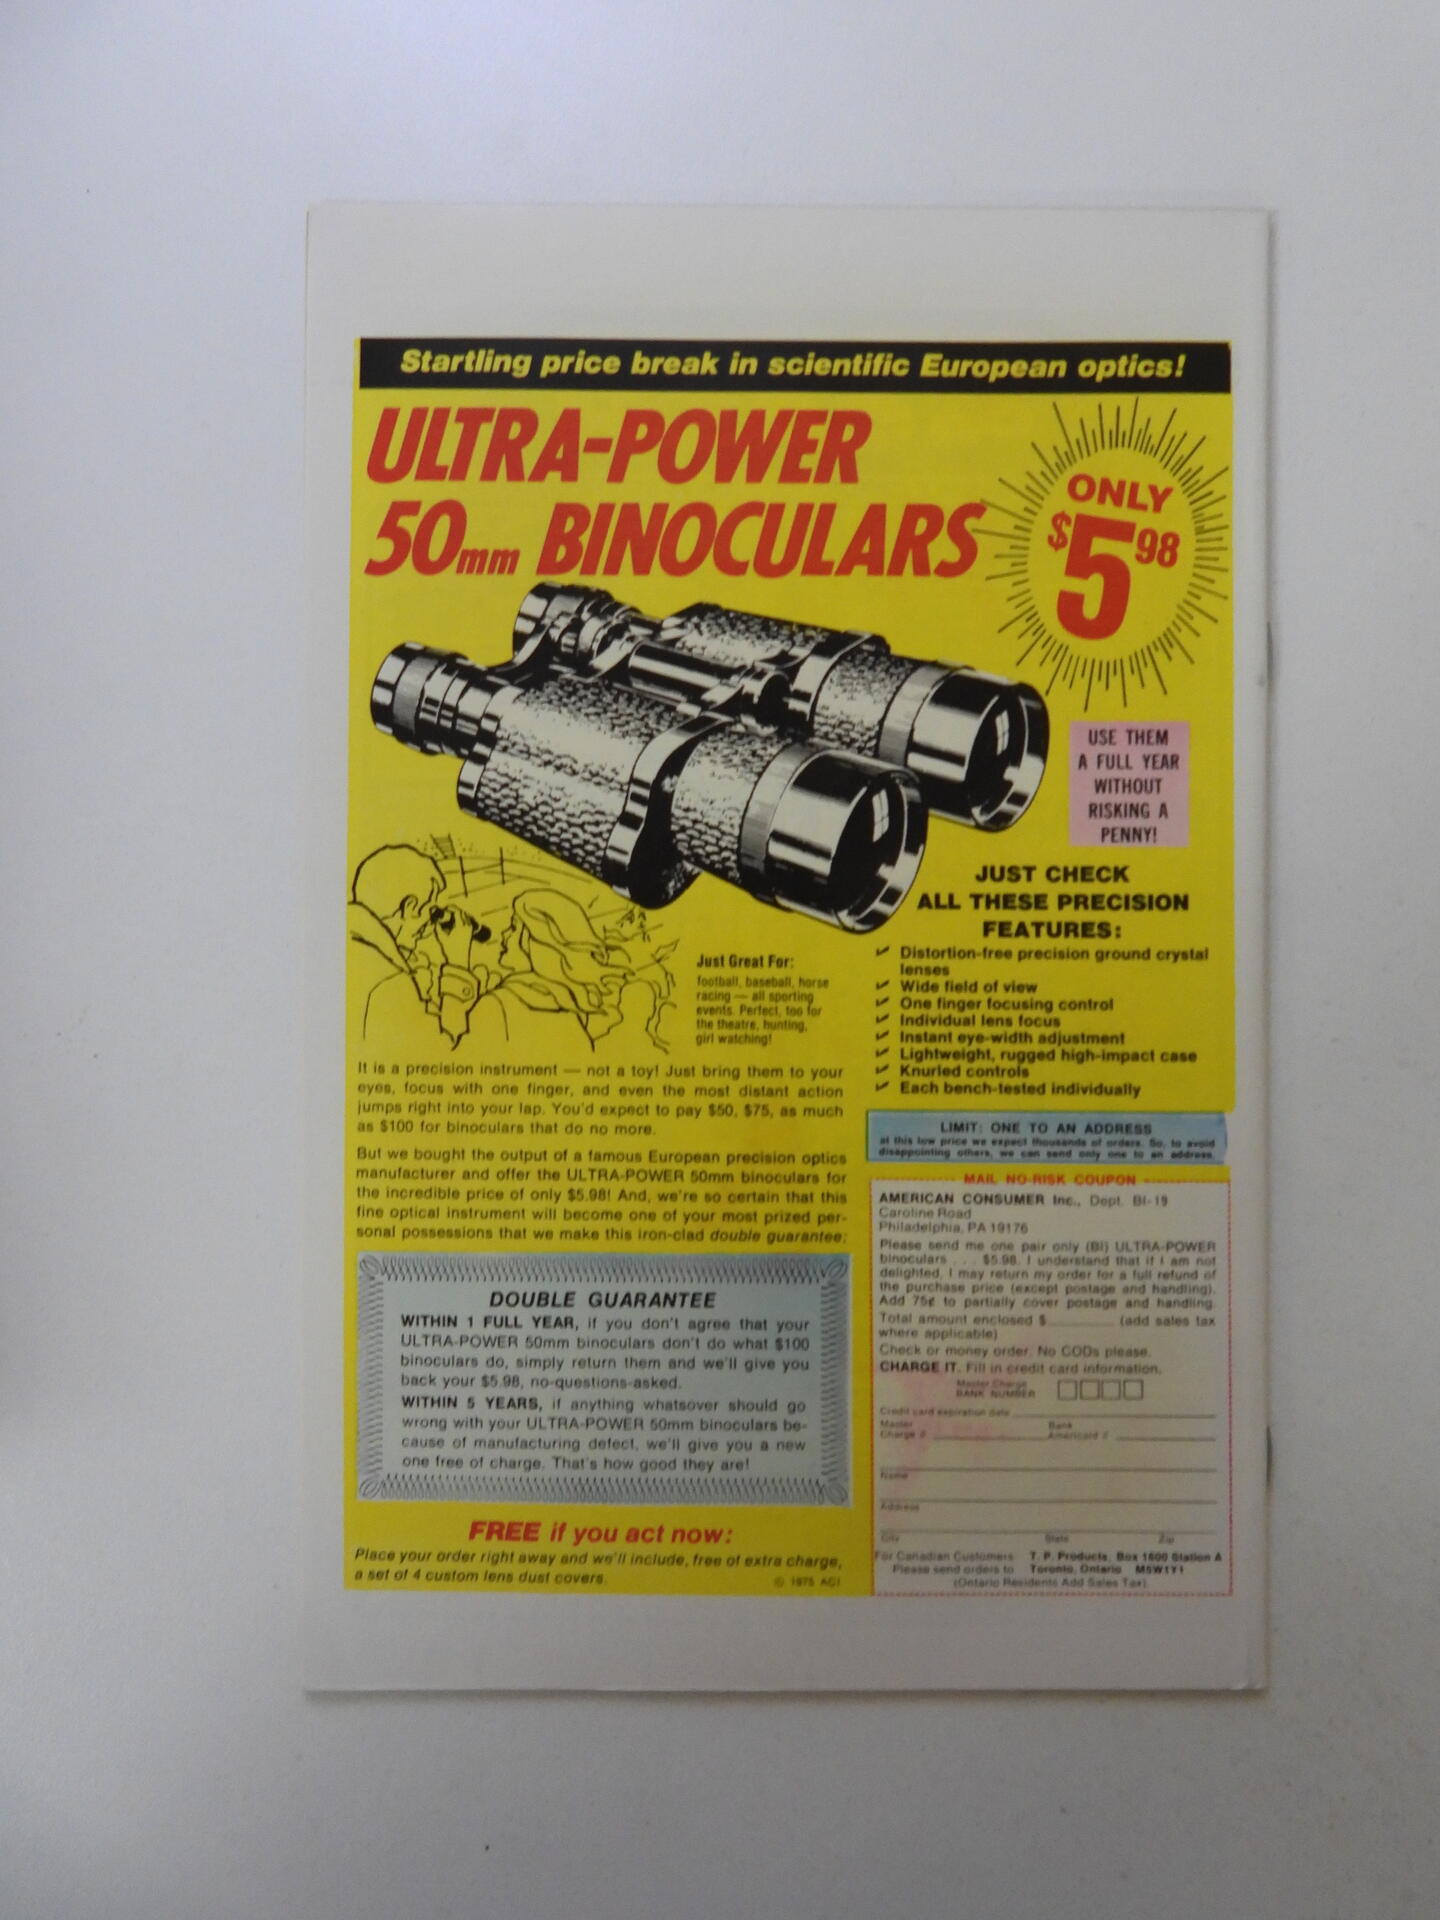 Startling price break in scientific European optics!
ULTRA-POWER
50mm BINOCULARS
ONLY
$5.98
USE THEM
A FULL YEAR
WITHOUT
RISKING A
PENNY!
JUST CHECK
ALL THESE PRECISION
FEATURES:
✓ Distortion-free precision ground crystal
lenses
✓ Wide field of view
✓ One finger focusing control
✓ Individual lens focus
✓ Instant eye-width adjustment
✓ Lightweight, rugged high-impact case
✓ Knurled controls
✓ Each bench-tested individually
Just Great For:
football, baseball, horse
racing — all sporting
events. Perfect, too for
the theatre, hunting,
girl watching!
It is a precision instrument — not a toy! Just bring them to your
eyes, focus with one finger, and even the most distant action
jumps right into your lap. You'd expect to pay $50, $75, as much
as $100 for binoculars that do no more.
But we bought the output of a famous European precision optics
manufacturer and offer the ULTRA-POWER 50mm binoculars for
the incredible price of only $5.98! And, we're so certain that this
fine optical instrument will become one of your most prized per-
sonal possessions that we make this iron-clad double guarantee:
DOUBLE GUARANTEE
WITHIN 1 FULL YEAR, if you don't agree that your
ULTRA-POWER 50mm binoculars don't do what $100
binoculars do, simply return them and we'll give you
back your $5.98, no-questions-asked.
WITHIN 5 YEARS, if anything whatsoever should go
wrong with your ULTRA-POWER 50mm binoculars be-
cause of manufacturing defect, we'll give you a new
one free of charge. That's how good they are!
FREE if you act now:
Place your order right away and we'll include, free of extra charge,
a set of 4 custom lens dust covers.
© 1975 ACI
LIMIT: ONE TO AN ADDRESS
at this low price we expect thousands of orders. So, to avoid
disappointing others, we can send only one to an address.
MAIL NO-RISK COUPON
AMERICAN CONSUMER Inc., Dept. BI-19
Caroline Road
Philadelphia, PA 19176
Please send me one pair only (BI) ULTRA-POWER
binoculars . . . $5.98. I understand that if I am not
delighted, I may return my order for a full refund of
the purchase price (except postage and handling).
Add 75¢ to partially cover postage and handling.
Total amount enclosed $ (add sales tax
where applicable)
Check or money order. No CODs please.
CHARGE IT. Fill in credit card information.
Master Charge
BANK NUMBER
Credit card expiration date
Master Bank
Charge # Americard #
Name
Address
City State Zip
For Canadian Customers T. P. Products, Box 1600 Station A
Please send orders to Toronto, Ontario M5W1Y1
(Ontario Residents Add Sales Tax)